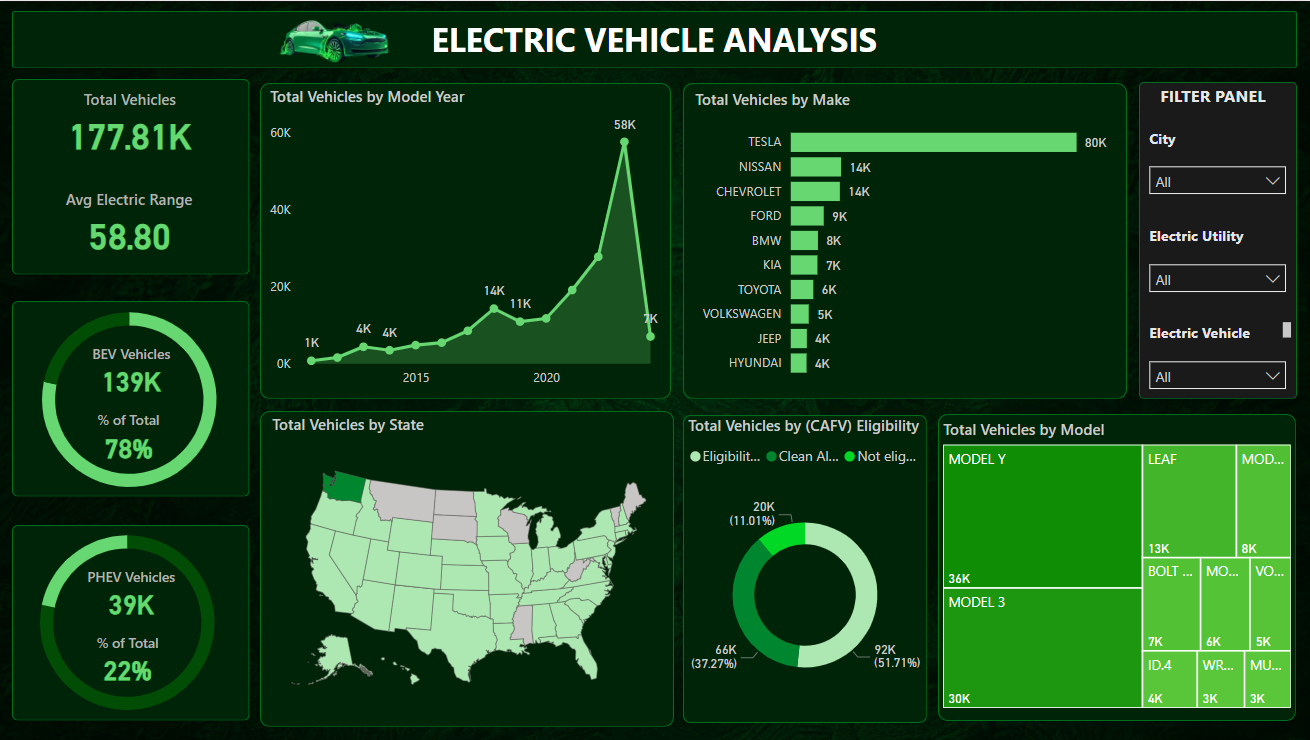 ELECTRIC VEHICLE ANALYSIS
Total Vehicles
177.81K
Avg Electric Range
58.80
BEV Vehicles
139K
% of Total
78%
PHEV Vehicles
39K
% of Total
22%
Total Vehicles by Model Year
60K
40K
20K
0K
1K
4K
4K
14K
11K
58K
7K
2015
2020
Total Vehicles by Make
TESLA 80K
NISSAN 14K
CHEVROLET 14K
FORD 9K
BMW 8K
KIA 7K
TOYOTA 6K
VOLKSWAGEN 5K
JEEP 4K
HYUNDAI 4K
FILTER PANEL
City
All
Electric Utility
All
Electric Vehicle
All
Total Vehicles by State
Total Vehicles by (CAFV) Eligibility
Eligibilit... Clean Al... Not elig...
20K
(11.01%)
66K
(37.27%)
92K
(51.71%)
Total Vehicles by Model
MODEL Y
36K
MODEL 3
30K
LEAF
13K
MOD...
8K
BOLT ...
7K
MO...
6K
VO...
5K
ID.4
4K
WR...
3K
MU...
3K